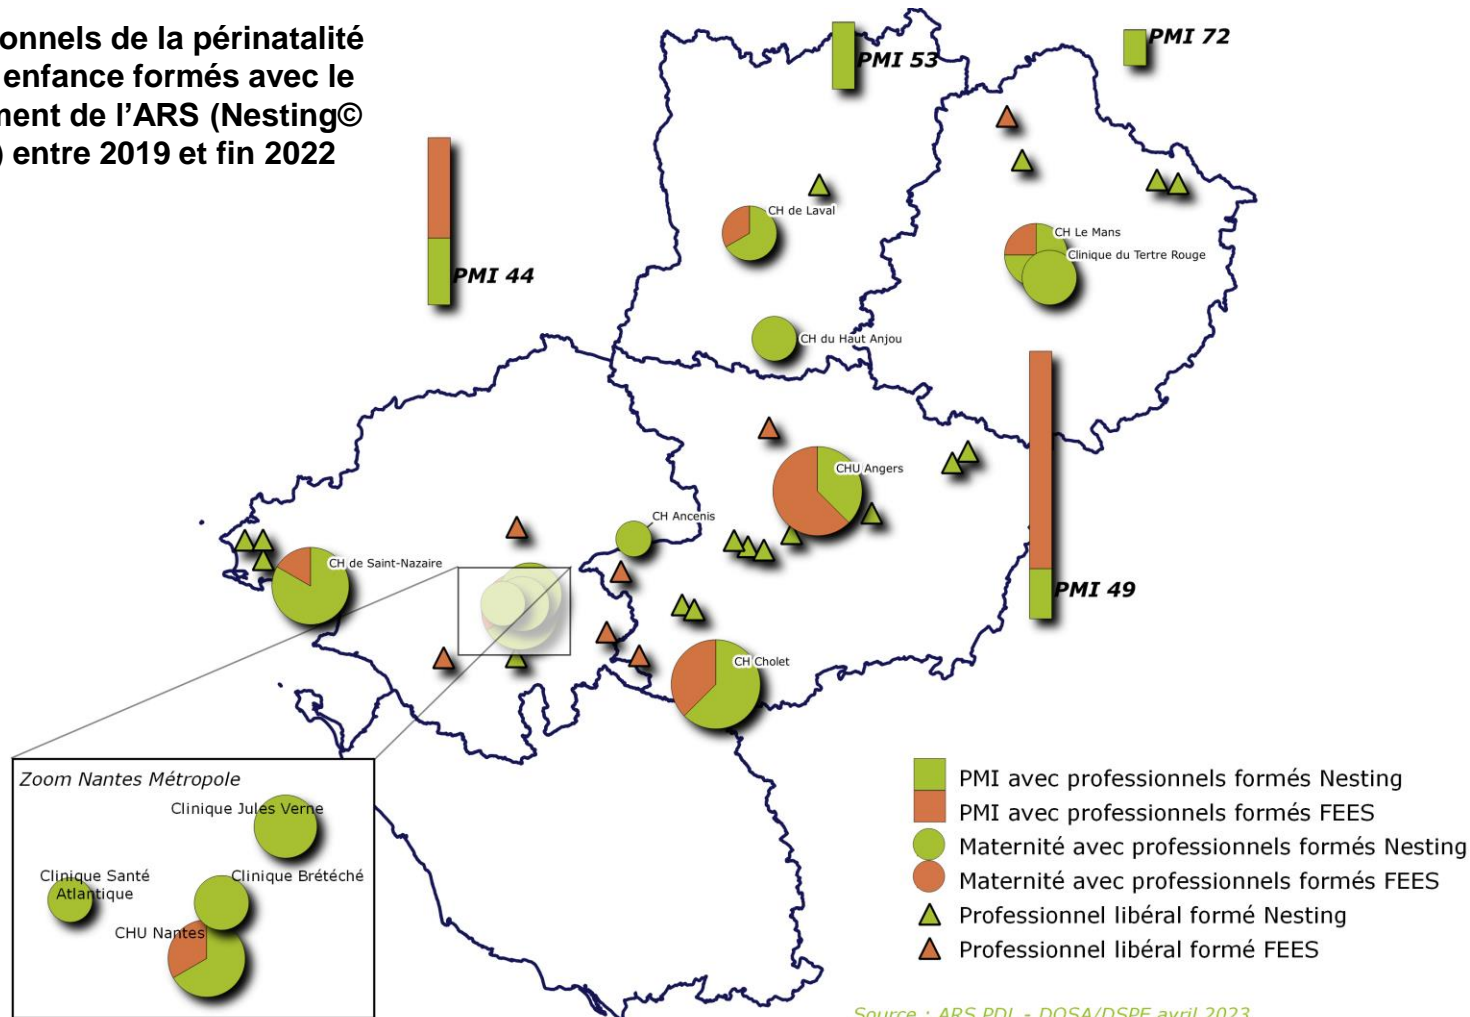 onnels de la périnatalité
enfance formés avec le
ment de l'ARS (Nesting©
) entre 2019 et fin 2022
PMI 53
PMI 72
PMI 44
CH de Laval
CH Le Mans
Clinique du Tertre Rouge
CH du Haut Anjou
CHU Angers
CH Ancenis
CH de Saint-Nazaire
PMI 49
CH Cholet
Zoom Nantes Métropole
Clinique Jules Verne
Clinique Santé
Atlantique
Clinique Brétéché
CHU Nantes
PMI avec professionnels formés Nesting
PMI avec professionnels formés FEES
Maternité avec professionnels formés Nesting
Maternité avec professionnels formés FEES
Professionnel libéral formé Nesting
Professionnel libéral formé FEES
Source : ARS PDL - DOSA/DSPE avril 2023